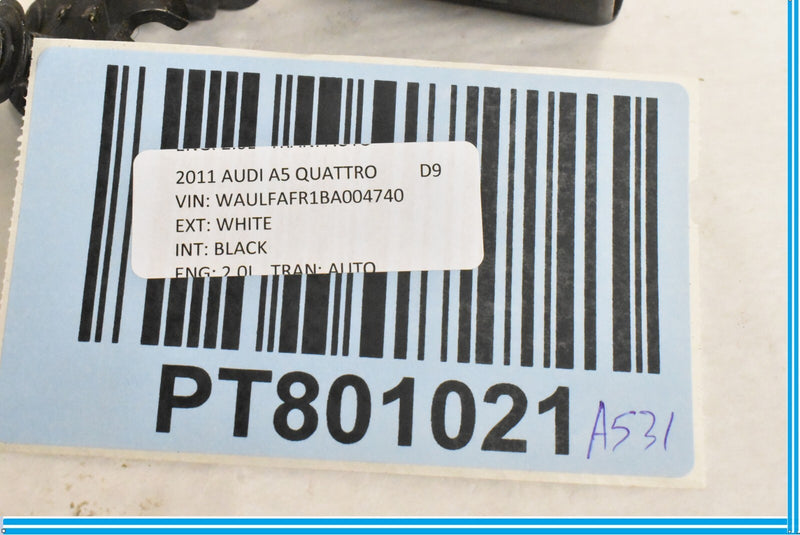 2011 AUDI A5 QUATTRO D9
VIN: WAULFAFR1BA004740
EXT: WHITE
INT: BLACK
ENG: 2.0L TRAN: AUTO
PT801021
A531